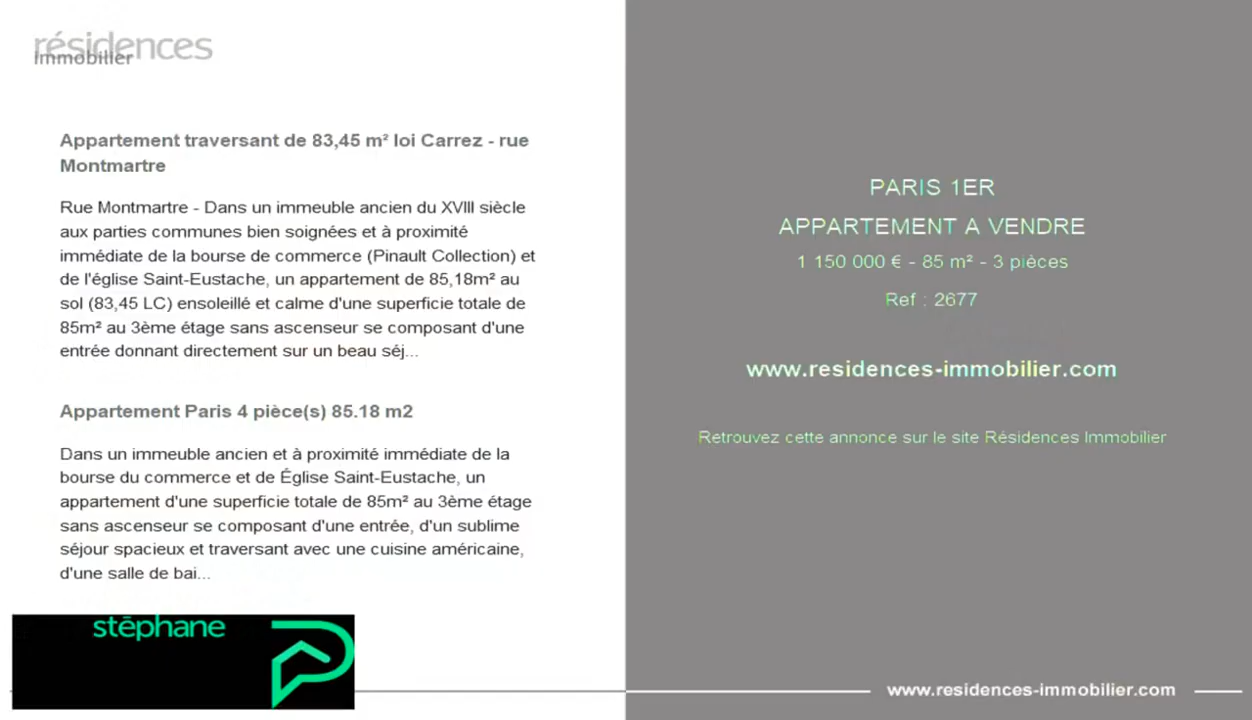 résidences
immobilier
Appartement traversant de 83,45 m² loi Carrez - rue
Montmartre
Rue Montmartre - Dans un immeuble ancien du XVIII siècle
aux parties communes bien soignées et à proximité
immédiate de la bourse de commerce (Pinault Collection) et
de l'église Saint-Eustache, un appartement de 85,18m² au
sol (83,45 LC) ensoleillé et calme d'une superficie totale de
85m² au 3ème étage sans ascenseur se composant d'une
entrée donnant directement sur un beau séj...
Appartement Paris 4 pièce(s) 85.18 m2
Dans un immeuble ancien et à proximité immédiate de la
bourse du commerce et de Église Saint-Eustache, un
appartement d'une superficie totale de 85m² au 3ème étage
sans ascenseur se composant d'une entrée, d'un sublime
séjour spacieux et traversant avec une cuisine américaine,
d'une salle de bai...
stéphane
PARIS 1ER
APPARTEMENT A VENDRE
1 150 000 € - 85 m² - 3 pièces
Ref : 2677
www.residences-immobilier.com
Retrouvez cette annonce sur le site Résidences Immobilier
www.residences-immobilier.com